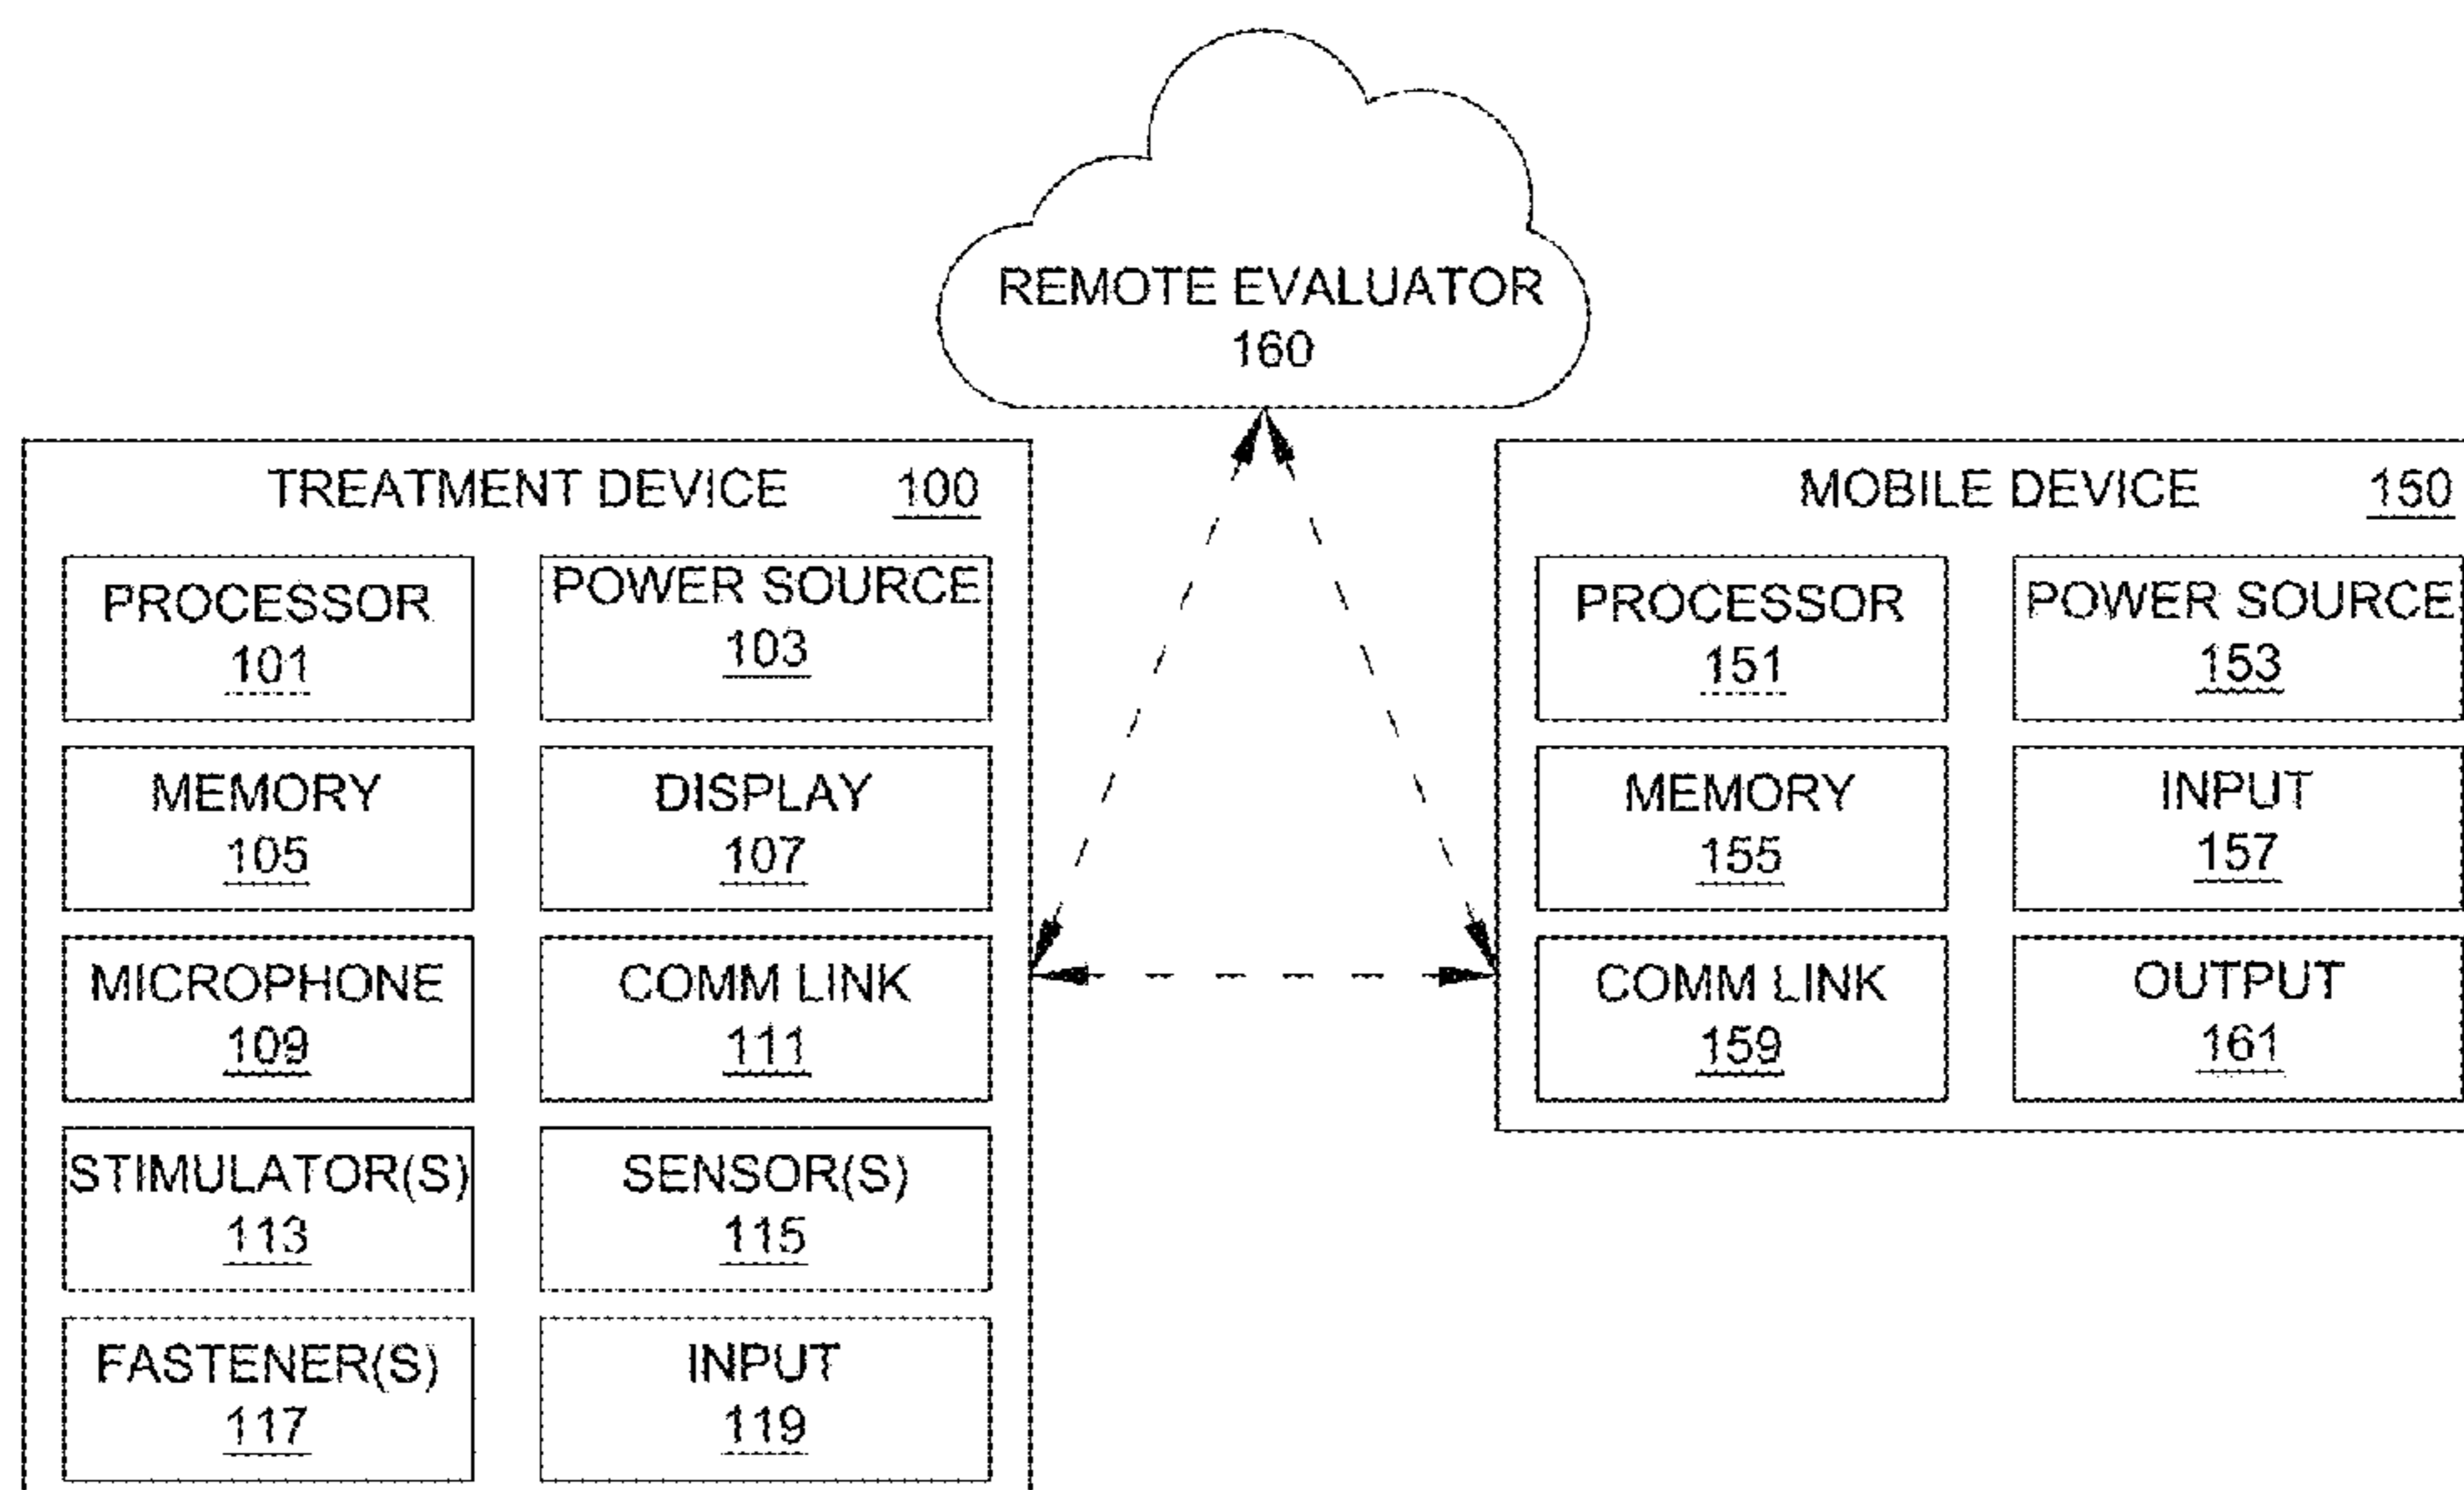 REMOTE EVALUATOR
160
TREATMENT DEVICE 100
PROCESSOR
101
POWER SOURCE
103
MEMORY
105
DISPLAY
107
MICROPHONE
109
COMM LINK
111
STIMULATOR(S)
113
SENSOR(S)
115
FASTENER(S)
117
INPUT
119
MOBILE DEVICE 150
PROCESSOR
151
POWER SOURCE
153
MEMORY
155
INPUT
157
COMM LINK
159
OUTPUT
161